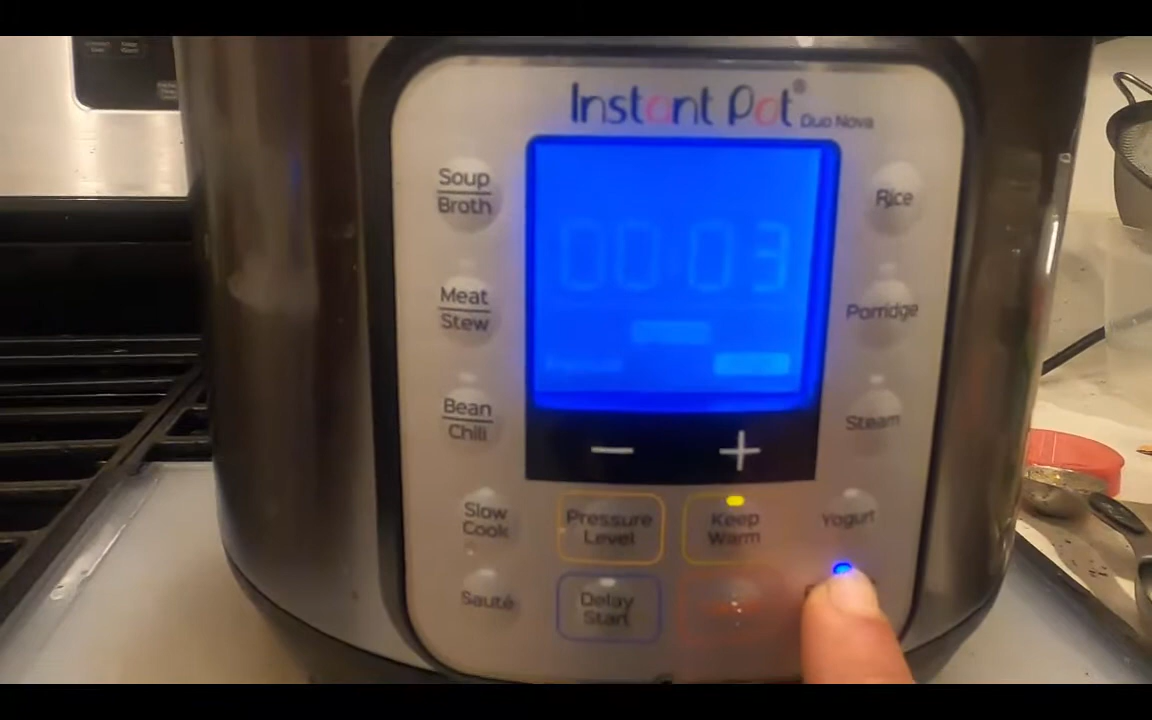 Instant Pot®
Duo Nova
Soup
Broth
00:03
Rice
Meat
Stew
Porridge
Bean
Chili
Steam
− +
Slow
Cook
Pressure
Level
Keep
Warm
Yogurt
Sauté
Delay
Start